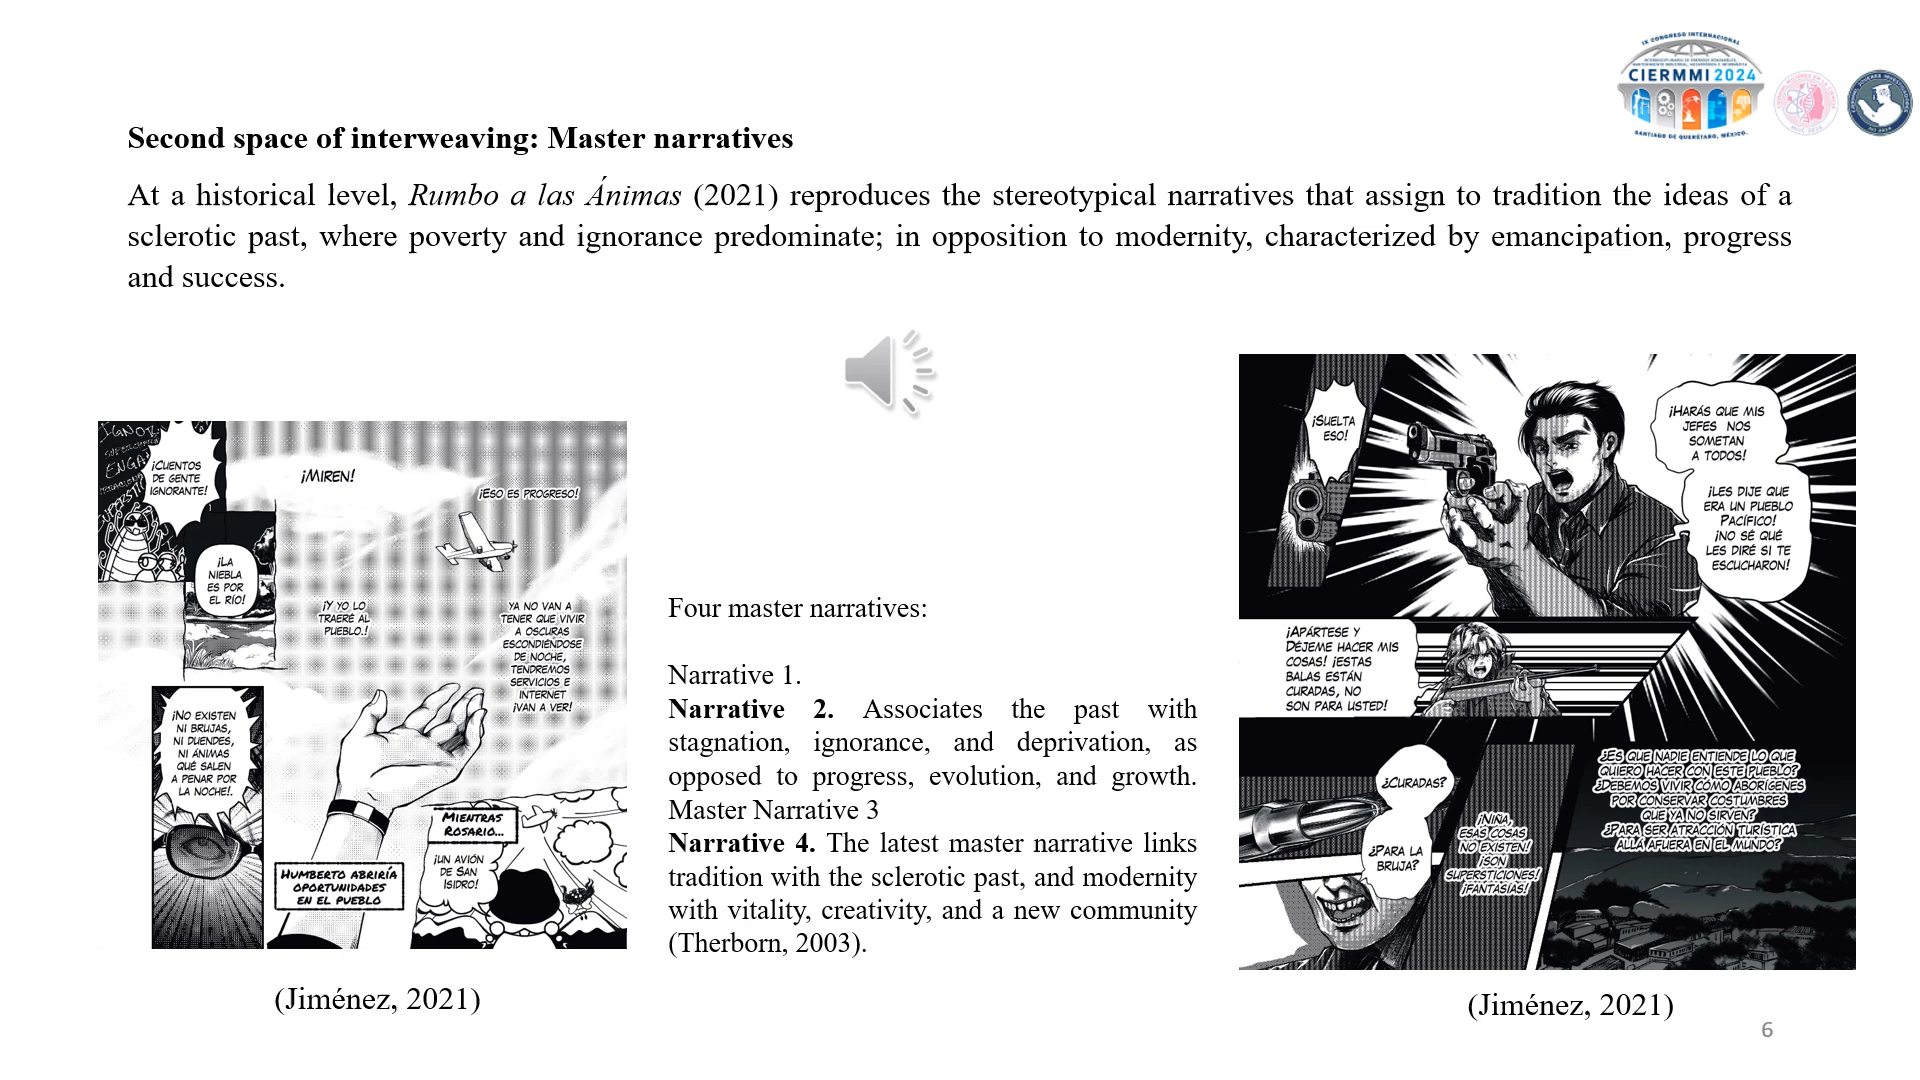 IX CONGRESO INTERNACIONAL
CIERMMI 2024
SANTIAGO DE QUERÉTARO, MÉXICO.
Second space of interweaving: Master narratives
At a historical level, Rumbo a las Ánimas (2021) reproduces the stereotypical narratives that assign to tradition the ideas of a
sclerotic past, where poverty and ignorance predominate; in opposition to modernity, characterized by emancipation, progress
and success.
¡CUENTOS
DE GENTE
IGNORANTE!
¡MIREN!
¡ESO ES PROGRESO!
¡LA
NIEBLA
ES POR
EL RÍO!
¡Y YO LO
TRAERÉ AL
PUEBLO.!
YA NO VAN A
TENER QUE VIVIR
A OSCURAS
ESCONDIÉNDOSE
DE NOCHE,
TENDREMOS
SERVICIOS E
INTERNET
¡VAN A VER!
¡NO EXISTEN
NI BRUJAS,
NI DUENDES,
NI ÁNIMAS
QUÉ SALEN
A PENAR POR
LA NOCHE!.
MIENTRAS
ROSARIO...
¡UN AVIÓN
DE SAN
ISIDRO!
HUMBERTO ABRIRÍA
OPORTUNIDADES
EN EL PUEBLO
(Jiménez, 2021)
Four master narratives:
Narrative 1.
Narrative 2. Associates the past with
stagnation, ignorance, and deprivation, as
opposed to progress, evolution, and growth.
Master Narrative 3
Narrative 4. The latest master narrative links
tradition with the sclerotic past, and modernity
with vitality, creativity, and a new community
(Therborn, 2003).
¡SUELTA
ESO!
¡HARÁS QUE MIS
JEFES NOS
SOMETAN
A TODOS!
¡LES DIJE QUE
ERA UN PUEBLO
PACÍFICO!
¡NO SÉ QUÉ
LES DIRÉ SI TE
ESCUCHARON!
¡APÁRTESE Y
DÉJEME HACER MIS
COSAS! ¡ESTAS
BALAS ESTÁN
CURADAS, NO
SON PARA USTED!
¿CURADAS?
¿PARA LA
BRUJA?
¡NIÑA,
ESAS COSAS
NO EXISTEN!
¡SON
SUPERSTICIONES!
¡FANTASÍAS!
¿ES QUE NADIE ENTIENDE LO QUE
QUIERO HACER CON ESTE PUEBLO?
¿DEBEMOS VIVIR CÓMO ABORÍGENES
POR CONSERVAR COSTUMBRES
QUE YA NO SIRVEN?
¿PARA SER ATRACCIÓN TURÍSTICA
ALLÁ AFUERA EN EL MUNDO?
(Jiménez, 2021)
6